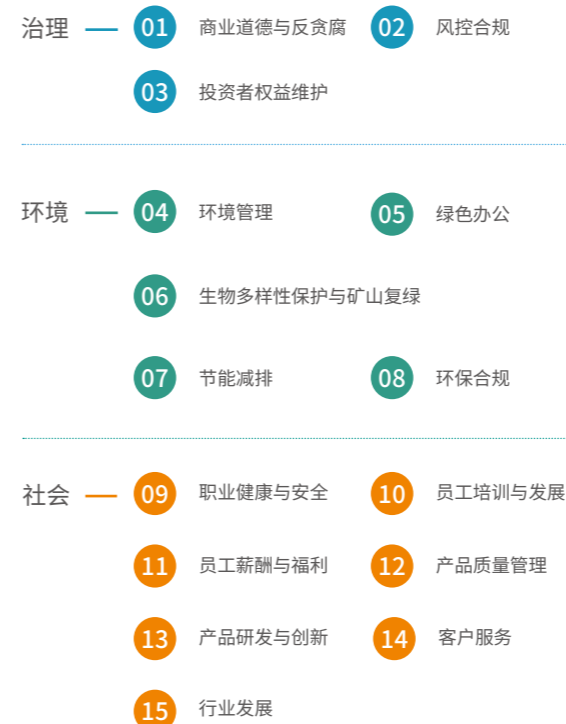 治理 — 01 商业道德与反贪腐 02 风控合规
03 投资者权益维护
环境 — 04 环境管理 05 绿色办公
06 生物多样性保护与矿山复绿
07 节能减排 08 环保合规
社会 — 09 职业健康与安全 10 员工培训与发展
11 员工薪酬与福利 12 产品质量管理
13 产品研发与创新 14 客户服务
15 行业发展